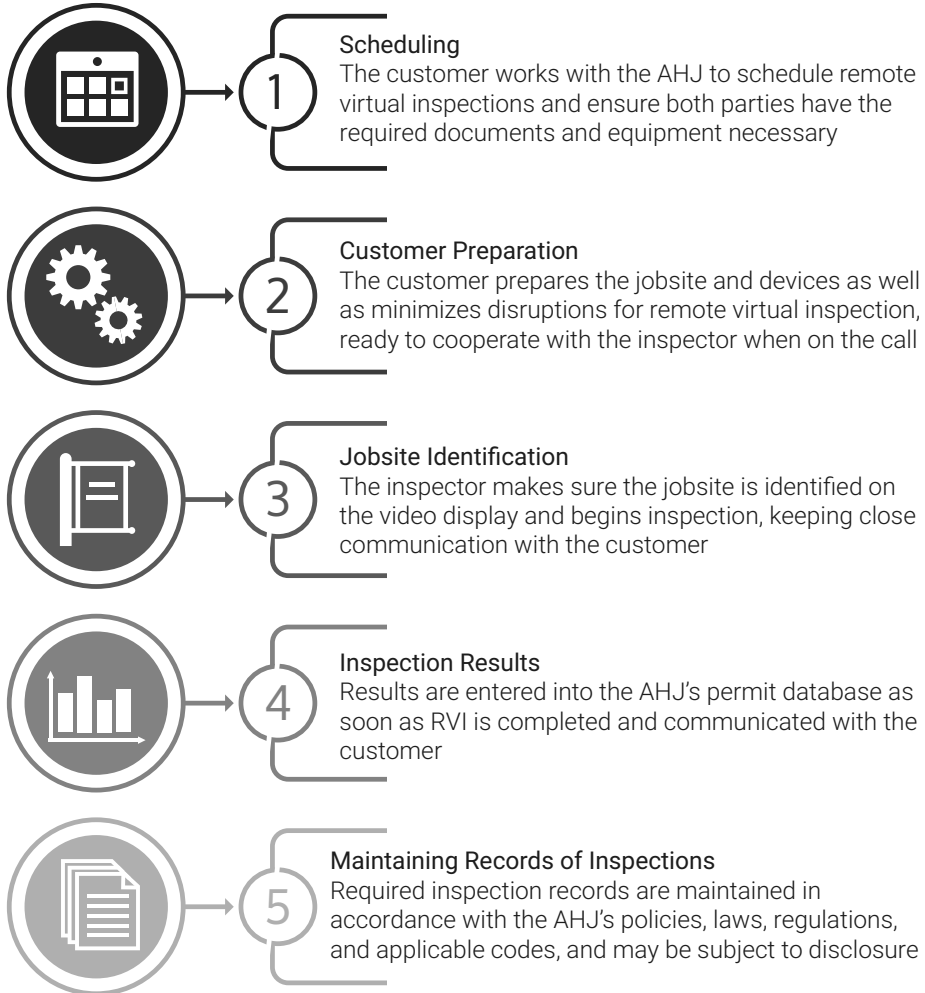 1
Scheduling
The customer works with the AHJ to schedule remote
virtual inspections and ensure both parties have the
required documents and equipment necessary
2
Customer Preparation
The customer prepares the jobsite and devices as well
as minimizes disruptions for remote virtual inspection,
ready to cooperate with the inspector when on the call
3
Jobsite Identification
The inspector makes sure the jobsite is identified on
the video display and begins inspection, keeping close
communication with the customer
4
Inspection Results
Results are entered into the AHJ's permit database as
soon as RVI is completed and communicated with the
customer
5
Maintaining Records of Inspections
Required inspection records are maintained in
accordance with the AHJ's policies, laws, regulations,
and applicable codes, and may be subject to disclosure